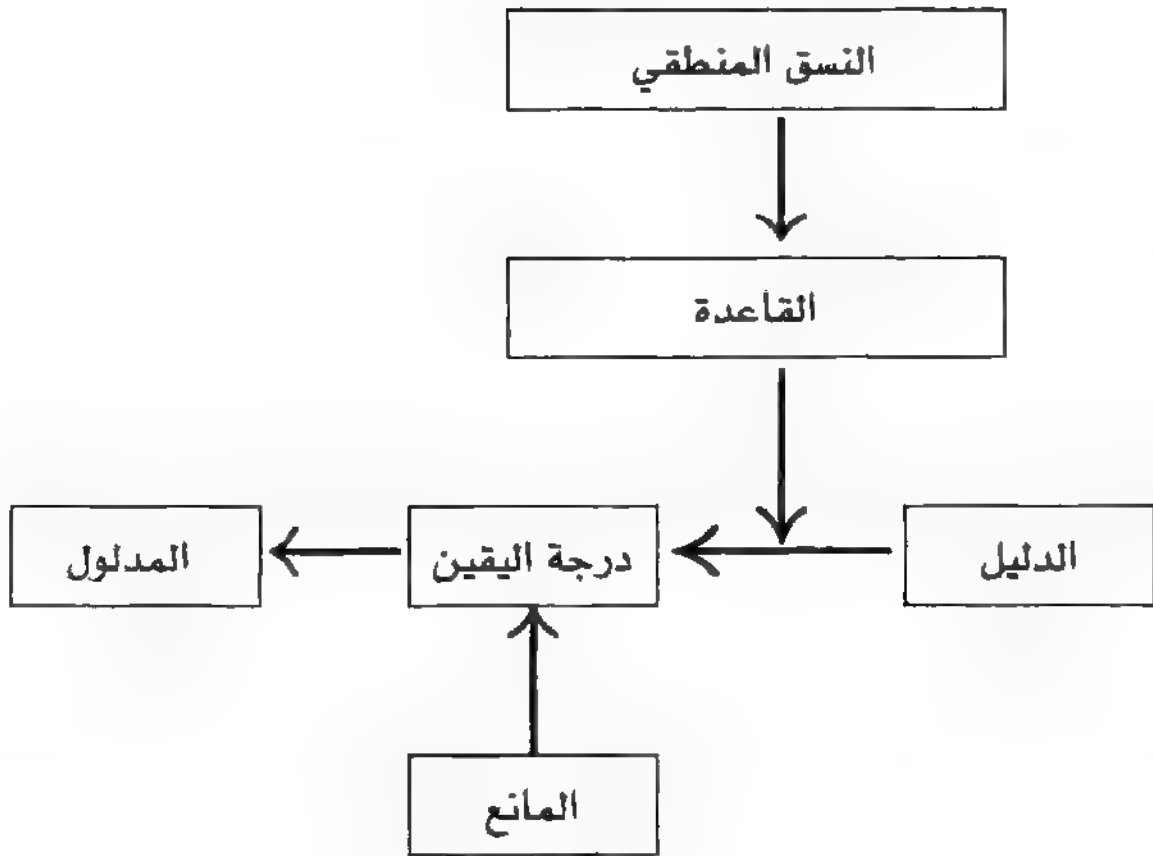 النسق المنطقي
القاعدة
الدليل
درجة اليقين
المدلول
المانع